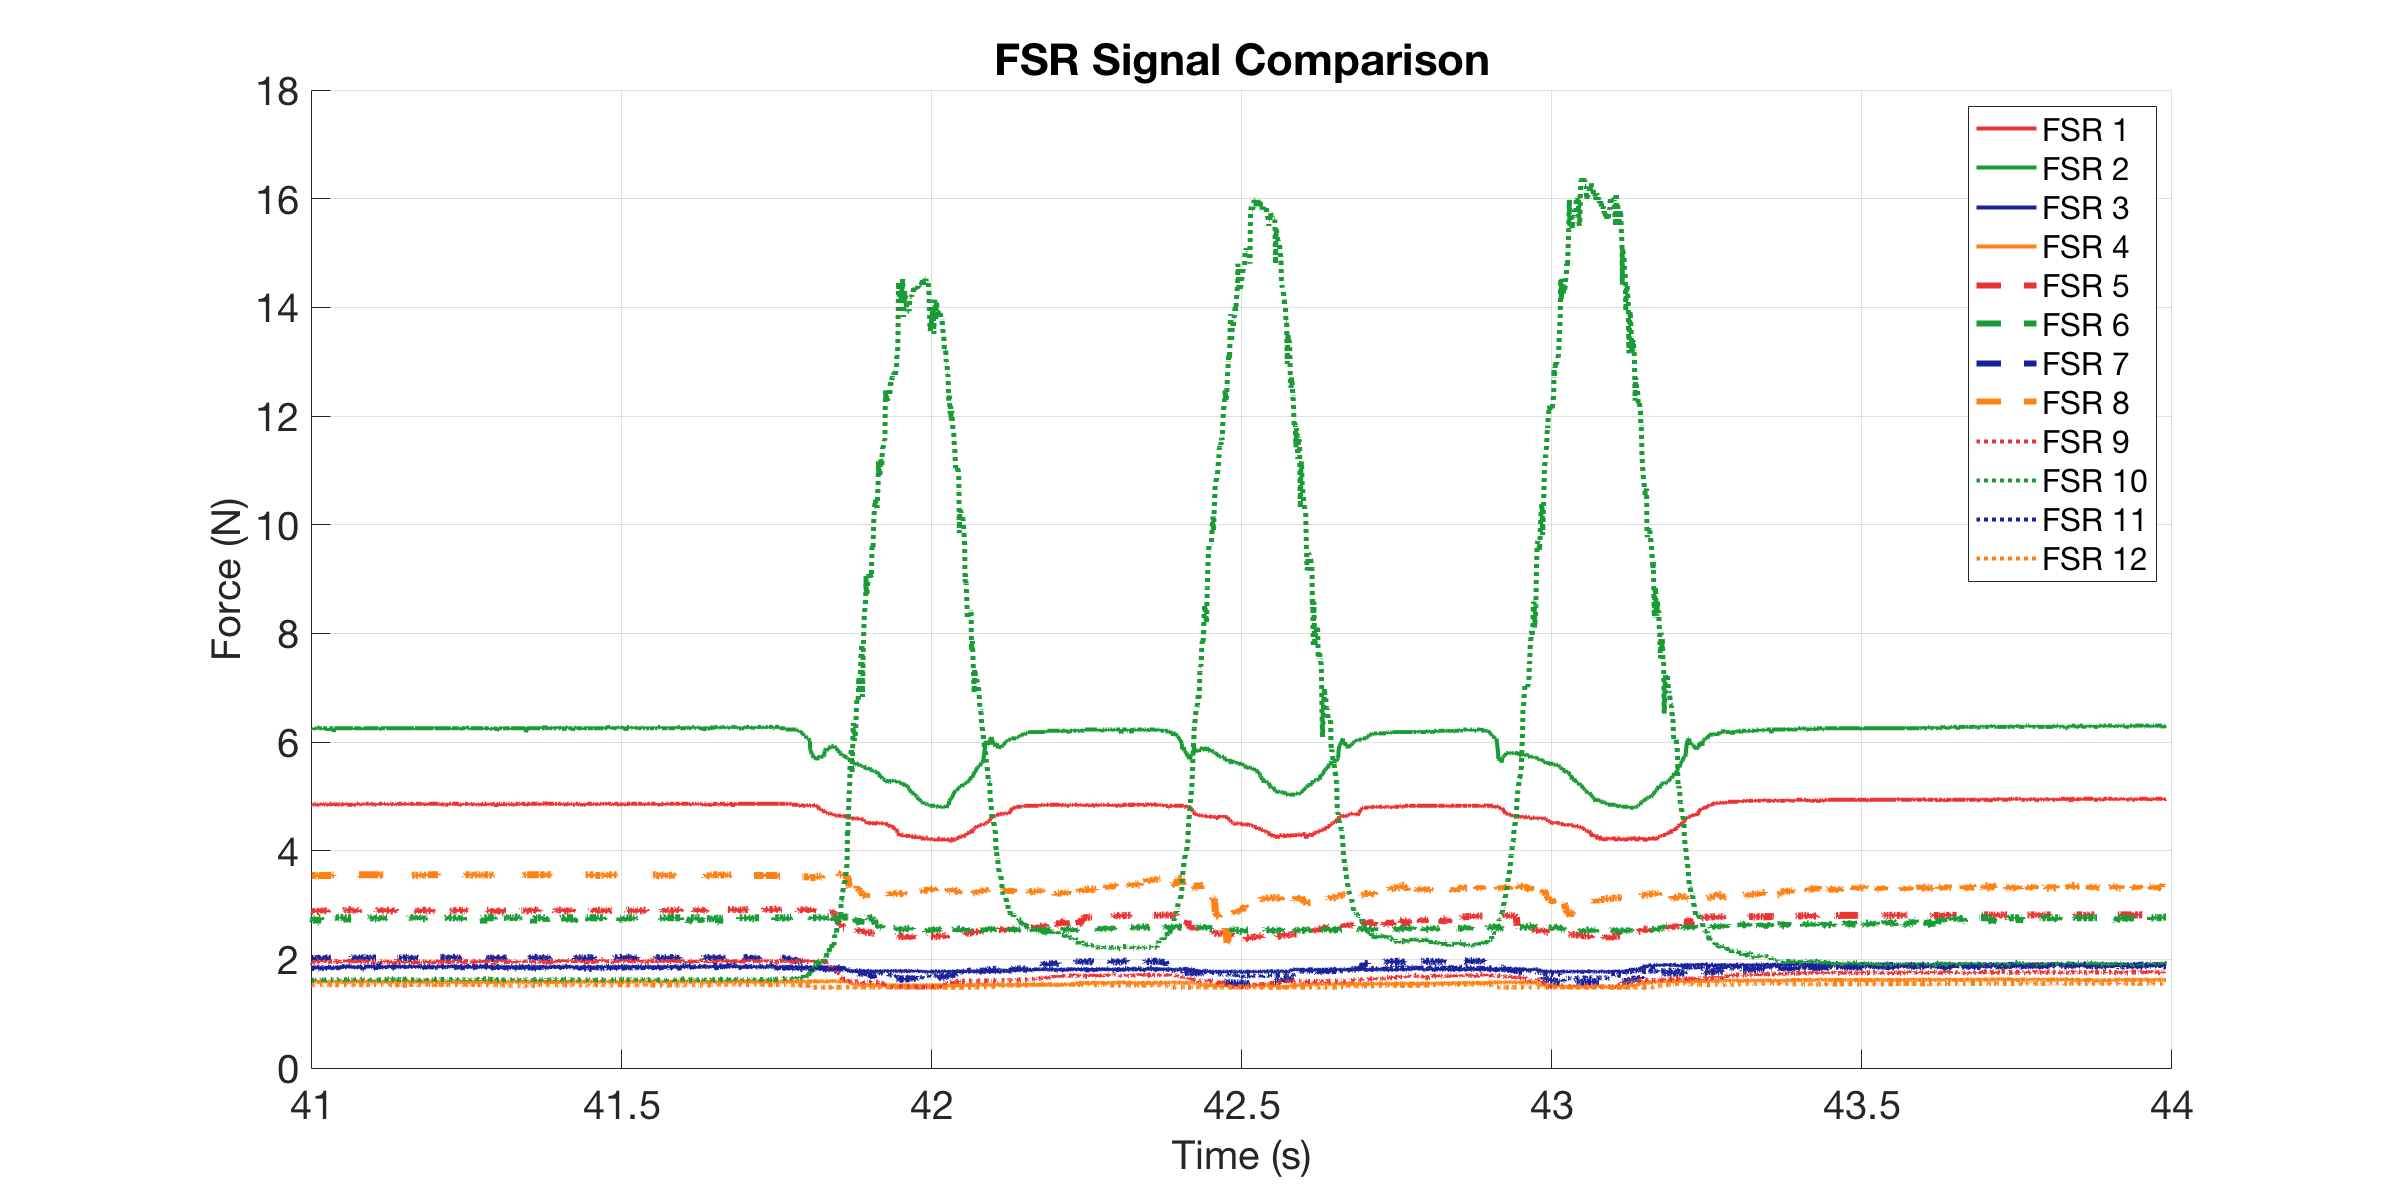 FSR Signal Comparison
18
16
14
12
10
8
6
4
2
0
Force (N)
41
41.5
42
42.5
43
43.5
44
Time (s)
FSR 1
FSR 2
FSR 3
FSR 4
FSR 5
FSR 6
FSR 7
FSR 8
FSR 9
FSR 10
FSR 11
FSR 12